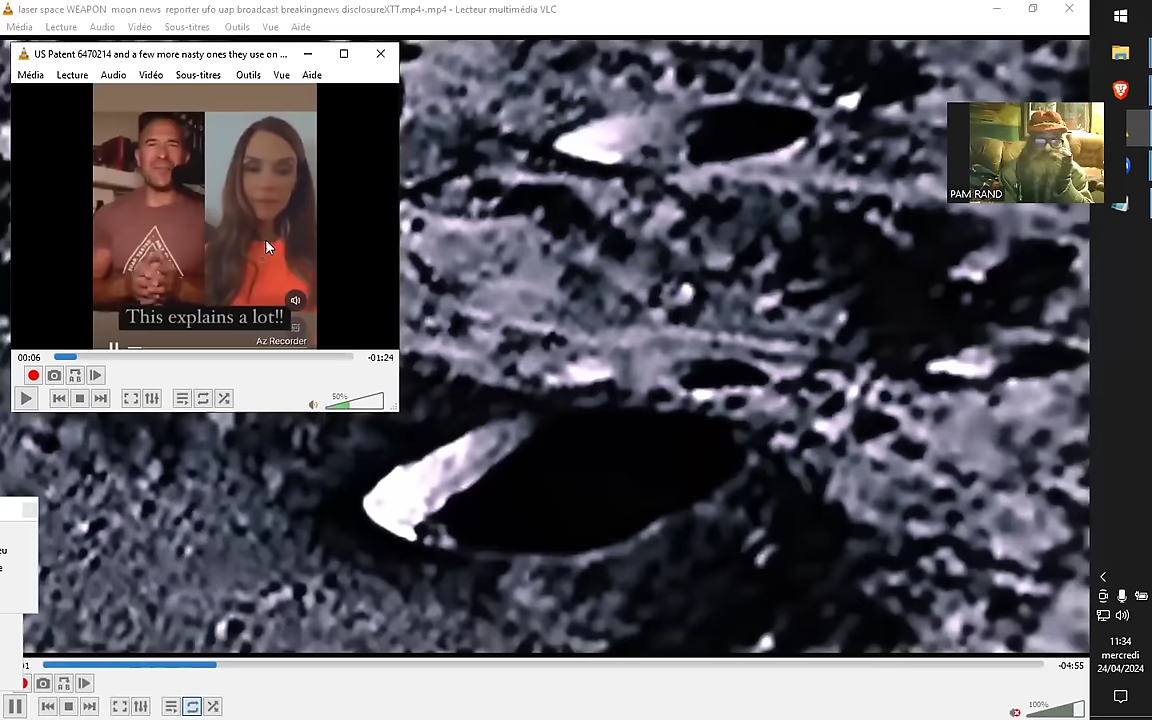 laser space WEAPON moon news reporter ufo uap broadcast breakingnews disclosureXTT.mp4-.mp4 - Lecteur multimédia VLC
Média Lecture Audio Vidéo Sous-titres Outils Vue Aide
US Patent 6470214 and a few more nasty ones they use on ...
Média Lecture Audio Vidéo Sous-titres Outils Vue Aide
This explains a lot!!
Az Recorder
00:06
-01:24
50%
PAM RAND
eu
e
1
-04:55
100%
11:34
mercredi
24/04/2024